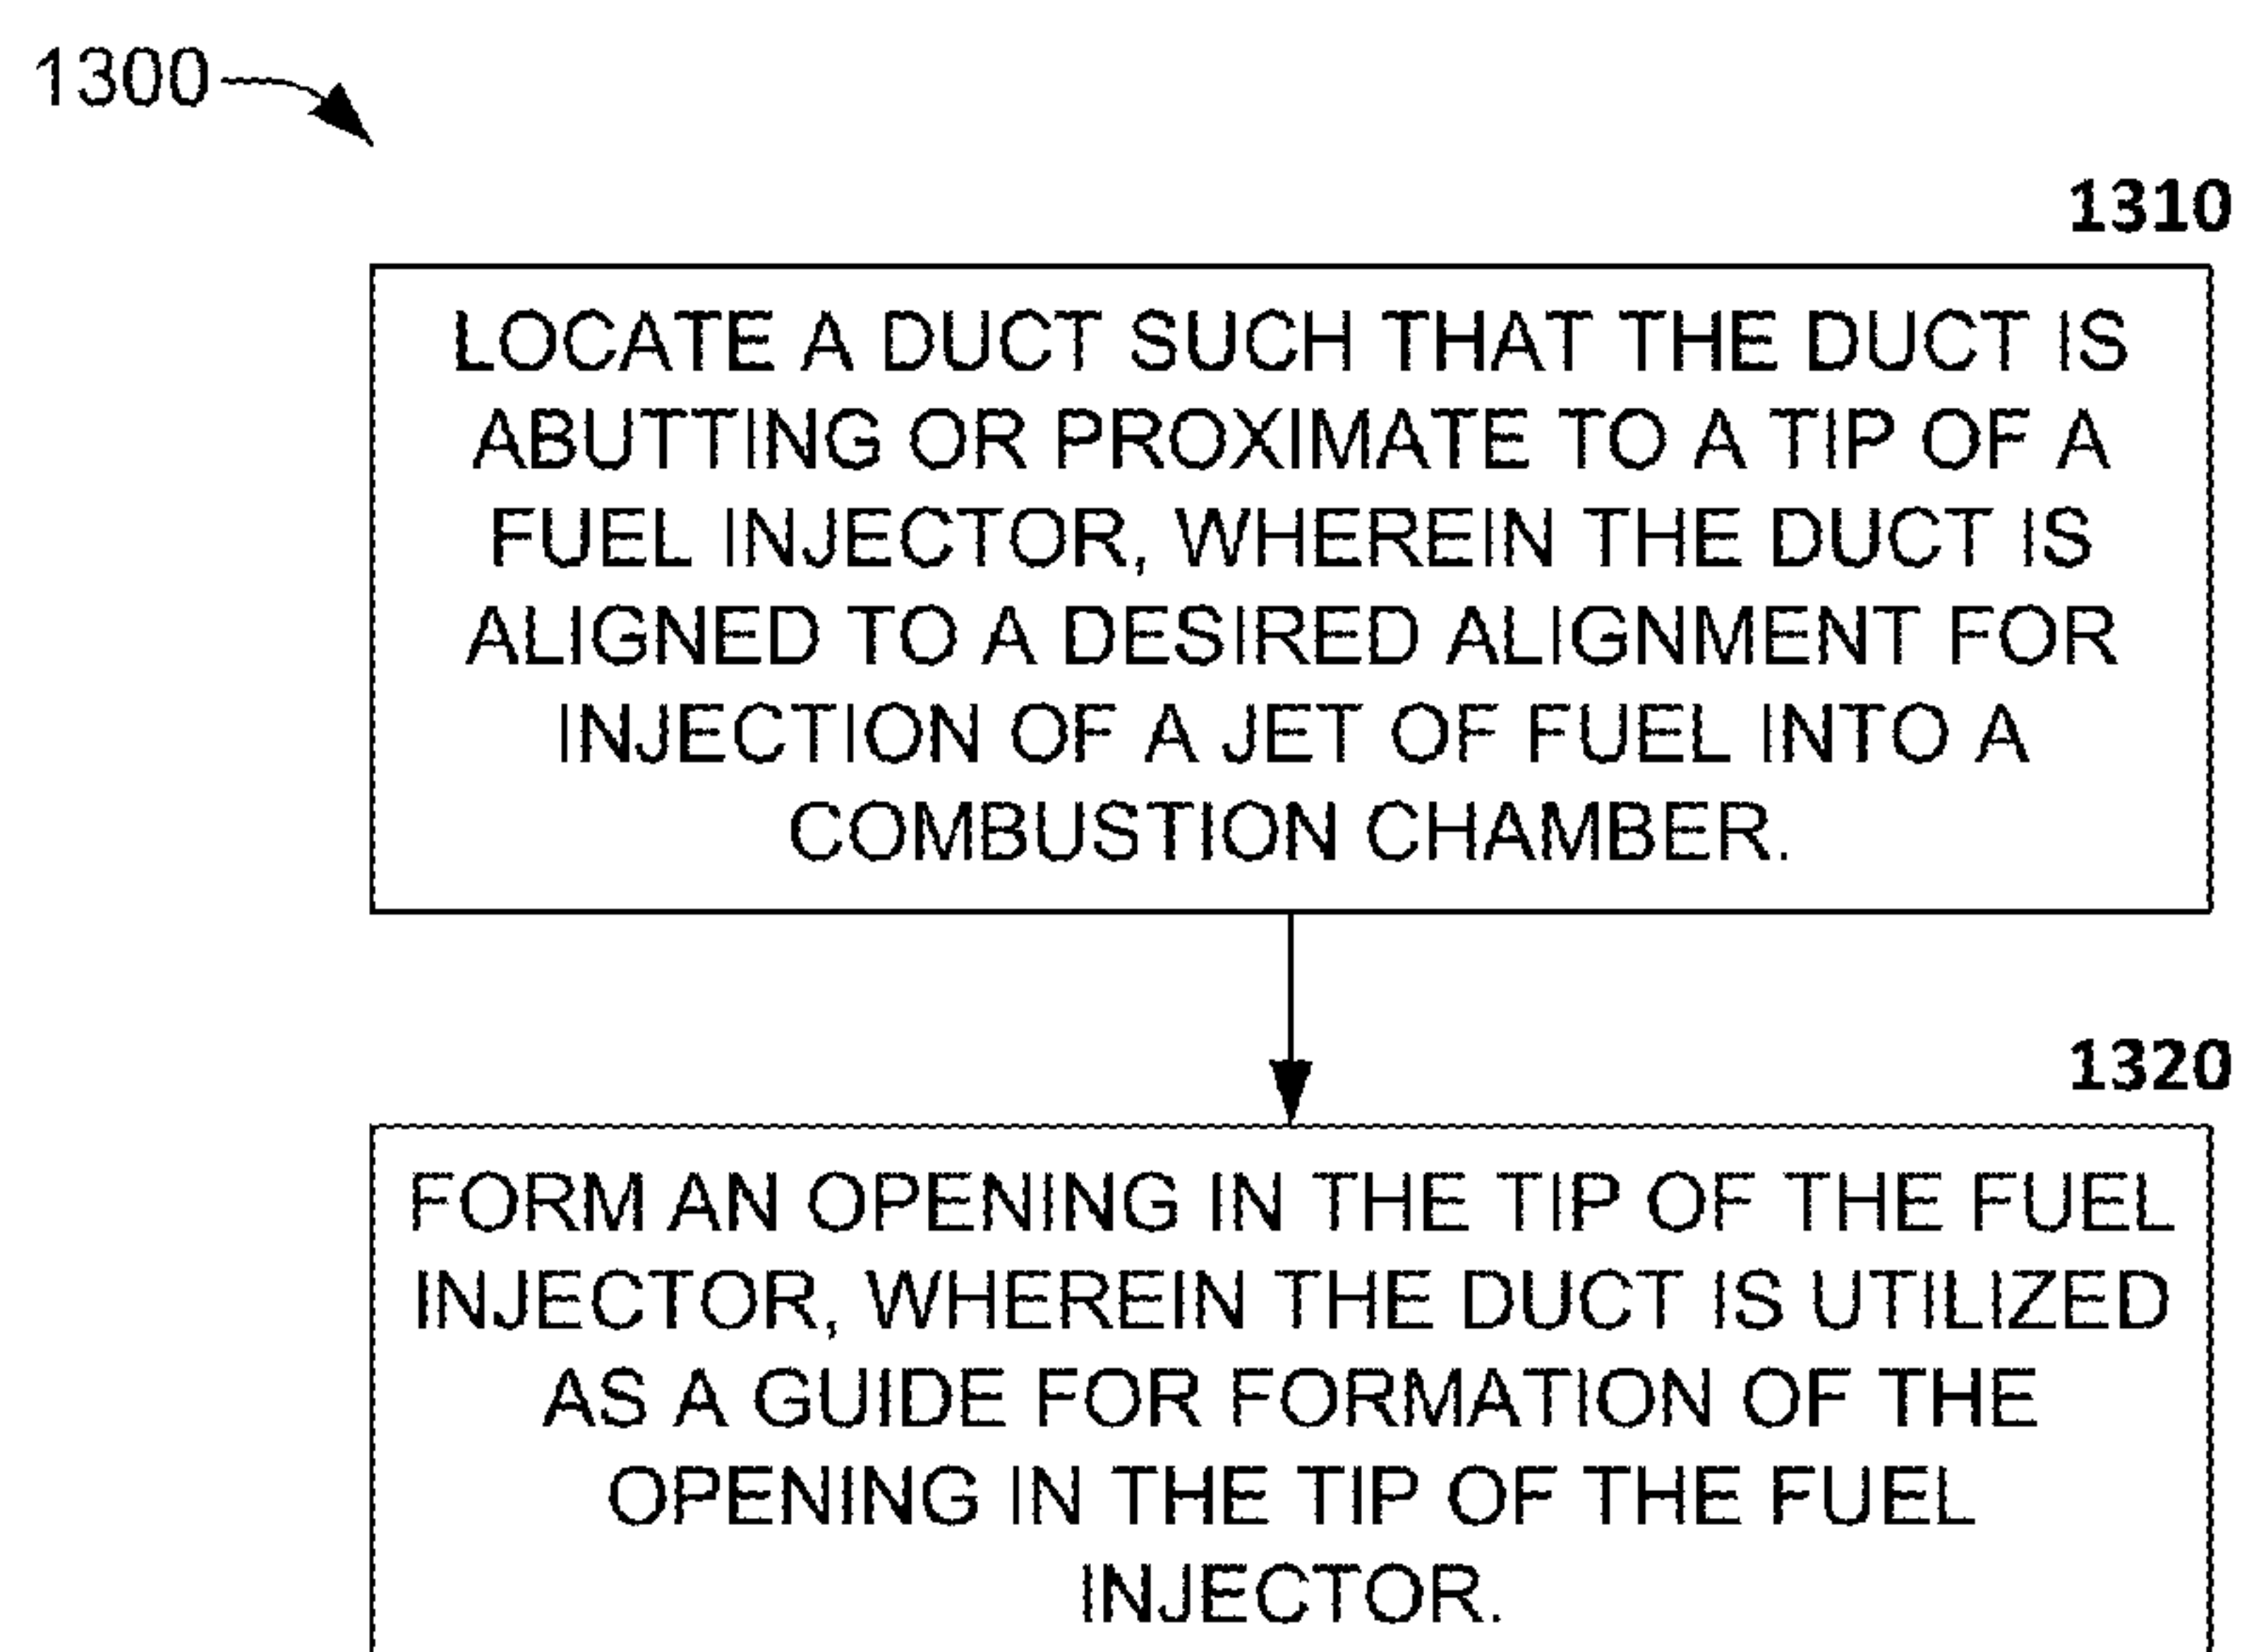 1300
1310
LOCATE A DUCT SUCH THAT THE DUCT IS
ABUTTING OR PROXIMATE TO A TIP OF A
FUEL INJECTOR, WHEREIN THE DUCT IS
ALIGNED TO A DESIRED ALIGNMENT FOR
INJECTION OF A JET OF FUEL INTO A
COMBUSTION CHAMBER.
1320
FORM AN OPENING IN THE TIP OF THE FUEL
INJECTOR, WHEREIN THE DUCT IS UTILIZED
AS A GUIDE FOR FORMATION OF THE
OPENING IN THE TIP OF THE FUEL
INJECTOR.